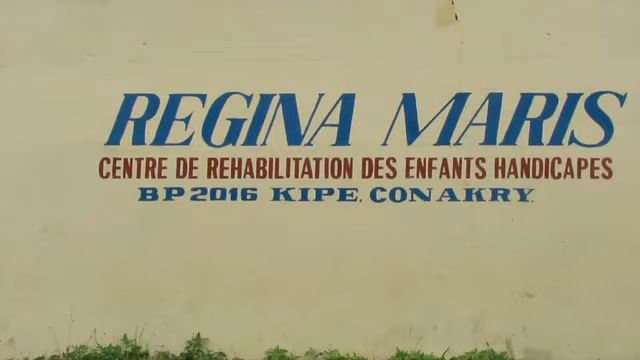 REGINA MARIS
CENTRE DE REHABILITATION DES ENFANTS HANDICAPES
BP 2016 KIPE. CONAKRY.